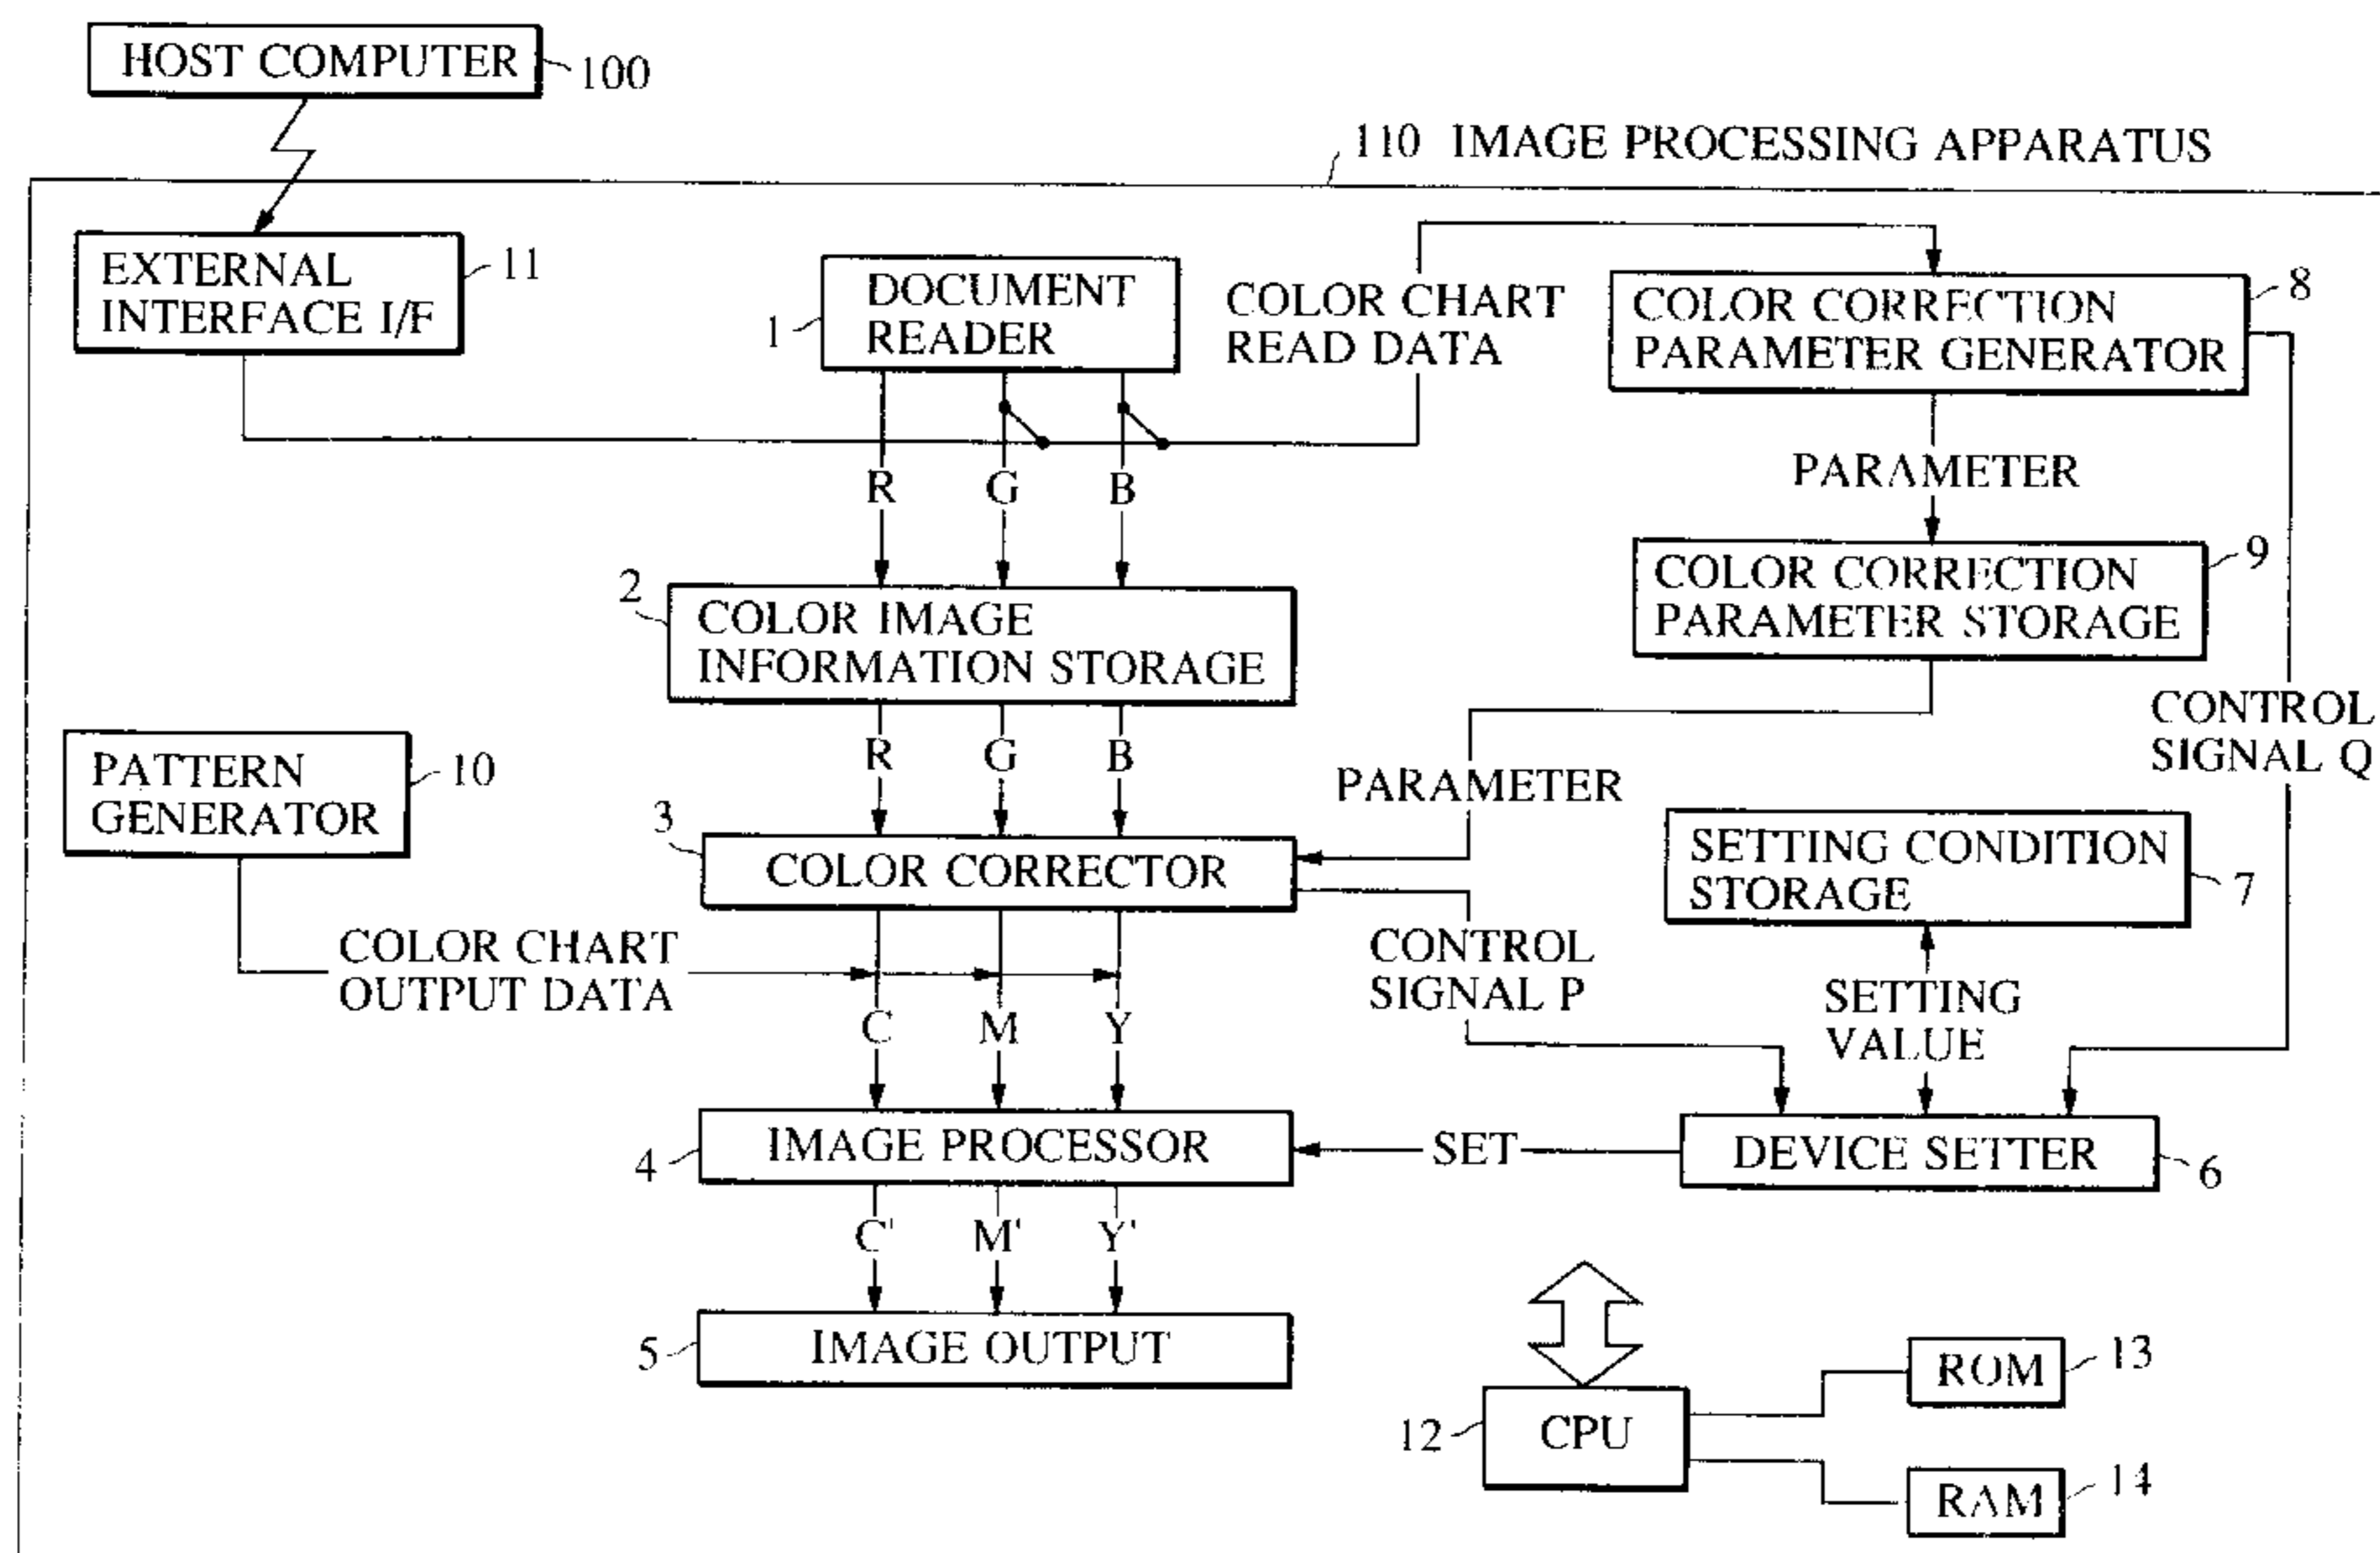 HOST COMPUTER
100
110 IMAGE PROCESSING APPARATUS
EXTERNAL
INTERFACE I/F
11
DOCUMENT
READER
1
COLOR CHART
READ DATA
COLOR CORRECTION
PARAMETER GENERATOR
8
R G B
PARAMETER
2
COLOR IMAGE
INFORMATION STORAGE
COLOR CORRECTION
PARAMETER STORAGE
9
CONTROL
SIGNAL Q
PATTERN
GENERATOR
10
R G B
PARAMETER
3
COLOR CORRECTOR
SETTING CONDITION
STORAGE
7
COLOR CHART
OUTPUT DATA
CONTROL
SIGNAL P
SETTING
VALUE
C M Y
4
IMAGE PROCESSOR
SET
DEVICE SETTER
6
C' M' Y'
5
IMAGE OUTPUT
12
CPU
ROM
13
RAM
14